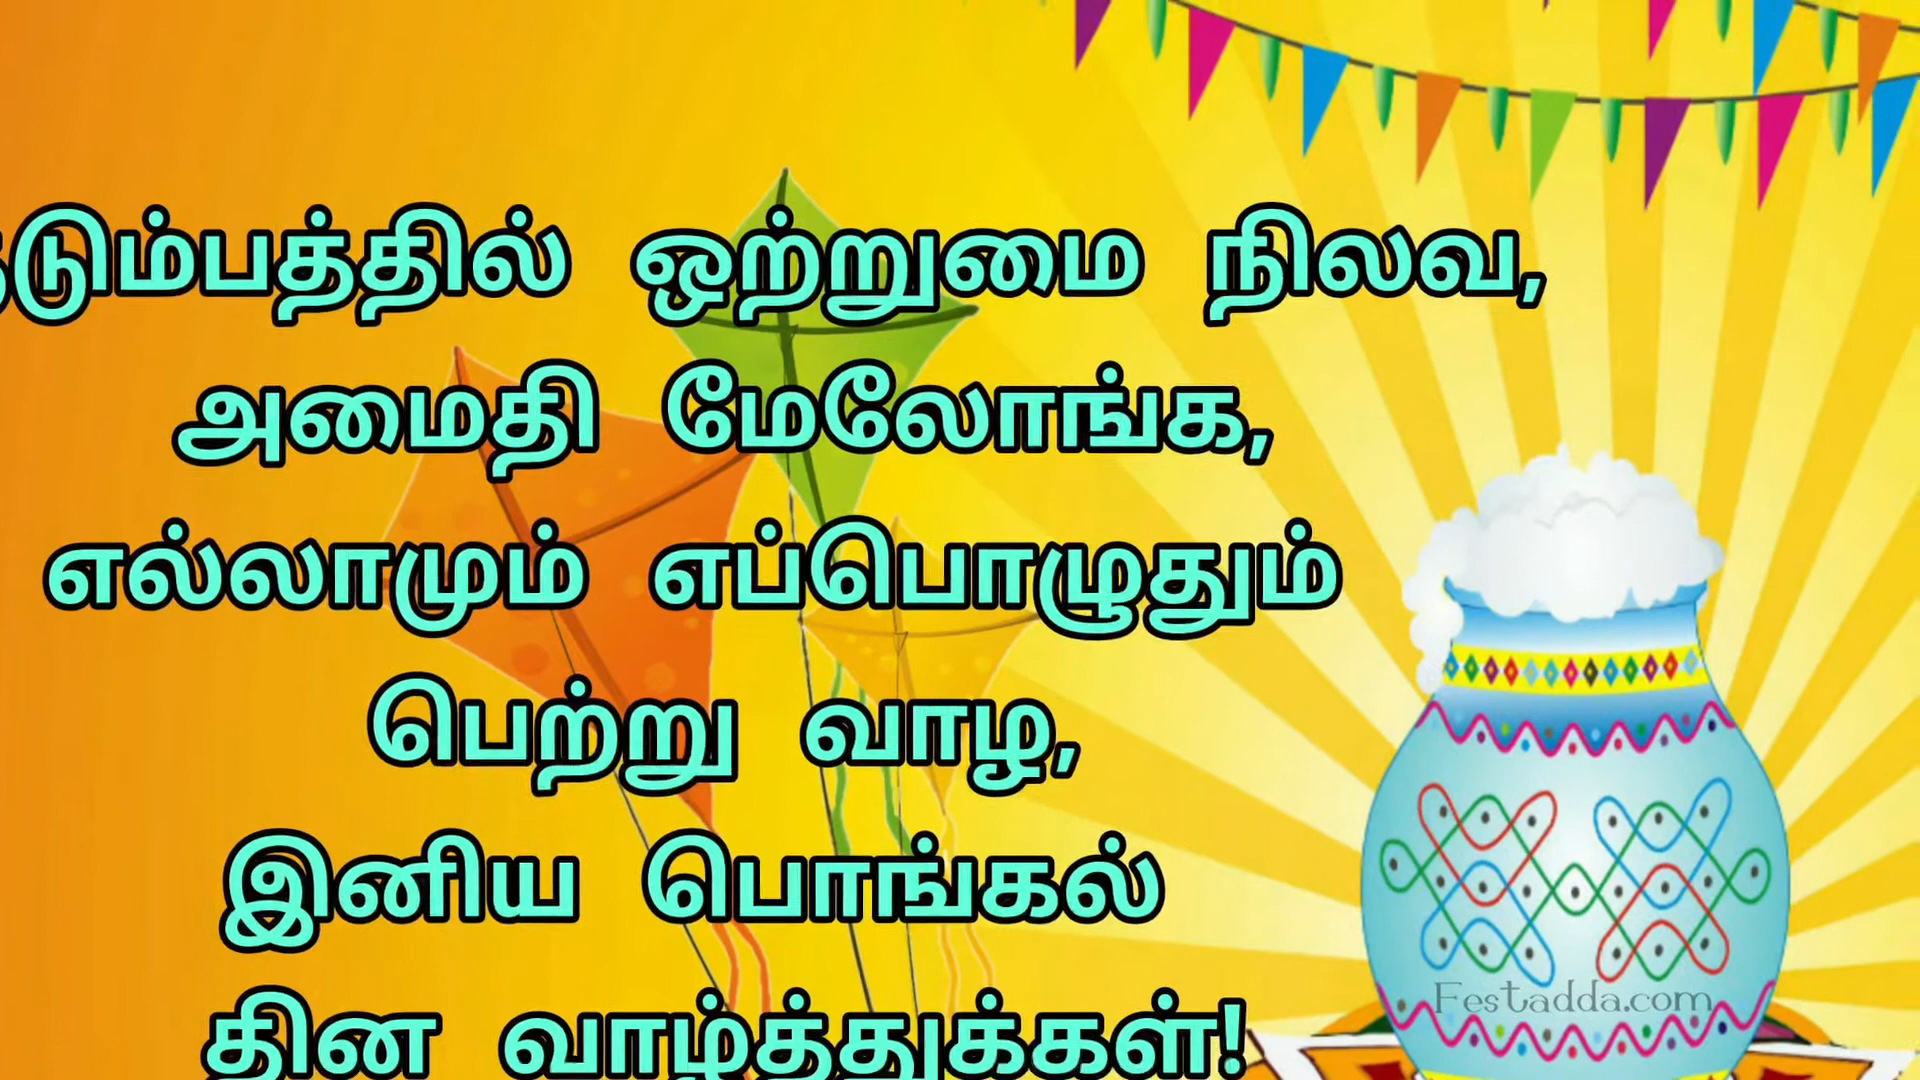 குடும்பத்தில் ஒற்றுமை நிலவ,
அமைதி மேலோங்க,
எல்லாமும் எப்பொழுதும்
பெற்று வாழ,
இனிய பொங்கல்
தின வாழ்த்துக்கள்!
Festadda.com